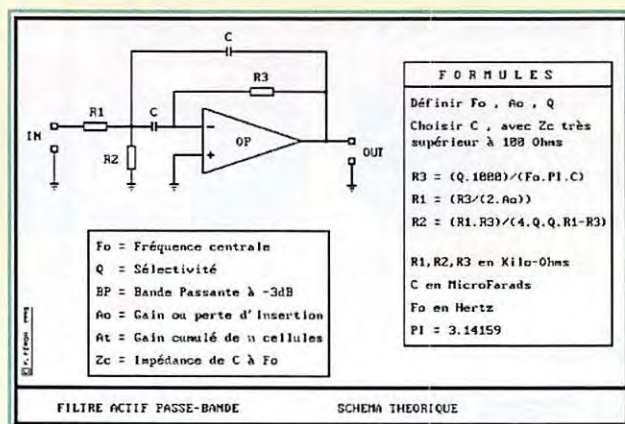 C
R3
R1
C
IN
R2
-
+
OP
OUT
FORMULES
Définir Fo , Ao , Q
Choisir C , avec Zc très
supérieur à 100 Ohms
R3 = (Q.1000)/(Fo.PI.C)
R1 = (R3/(2.Ao))
R2 = (R1.R3)/(4.Q.Q.R1-R3)
R1,R2,R3 en Kilo-Ohms
C en MicroFarads
Fo en Hertz
PI = 3.14159
Fo = Fréquence centrale
Q = Sélectivité
BP = Bande Passante à -3dB
Ao = Gain ou perte d'Insertion
At = Gain cumulé de n cellules
Zc = Impédance de C à Fo
FILTRE ACTIF PASSE-BANDE
SCHEMA THEORIQUE